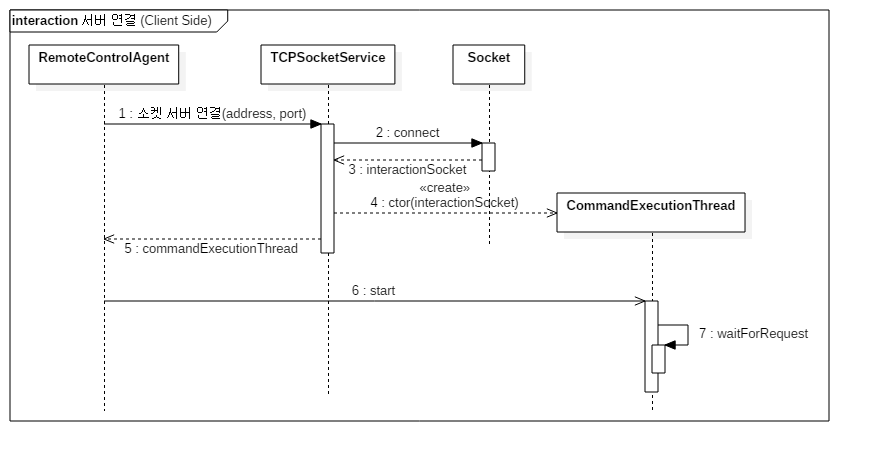 interaction 서버 연결 (Client Side)
RemoteControlAgent
TCPSocketService
Socket
1 : 소켓 서버 연결(address, port)
2 : connect
3 : interactionSocket
«create»
4 : ctor(interactionSocket)
CommandExecutionThread
5 : commandExecutionThread
6 : start
7 : waitForRequest